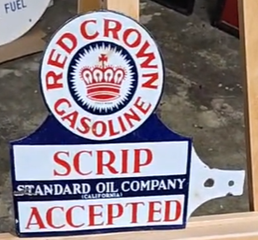 FUEL
RED CROWN
GASOLINE
SCRIP
STANDARD OIL COMPANY
(CALIFORNIA)
ACCEPTED